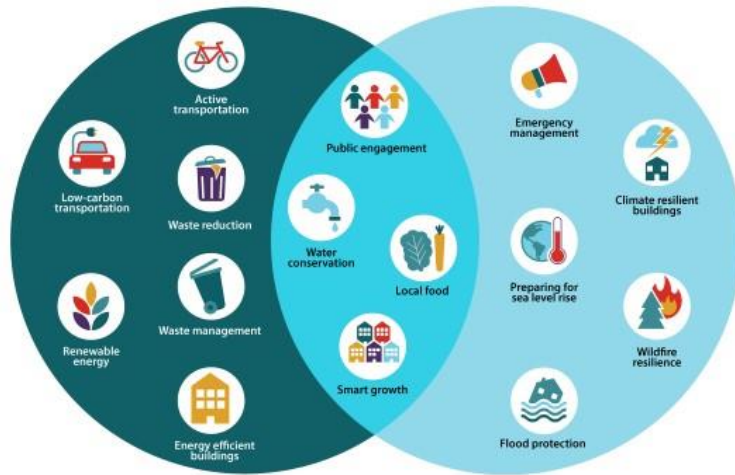 Active
transportation
Low-carbon
transportation
Waste reduction
Waste management
Renewable
energy
Energy efficient
buildings
Public engagement
Water
conservation
Local food
Smart growth
Emergency
management
Climate resilient
buildings
Preparing for
sea level rise
Wildfire
resilience
Flood protection